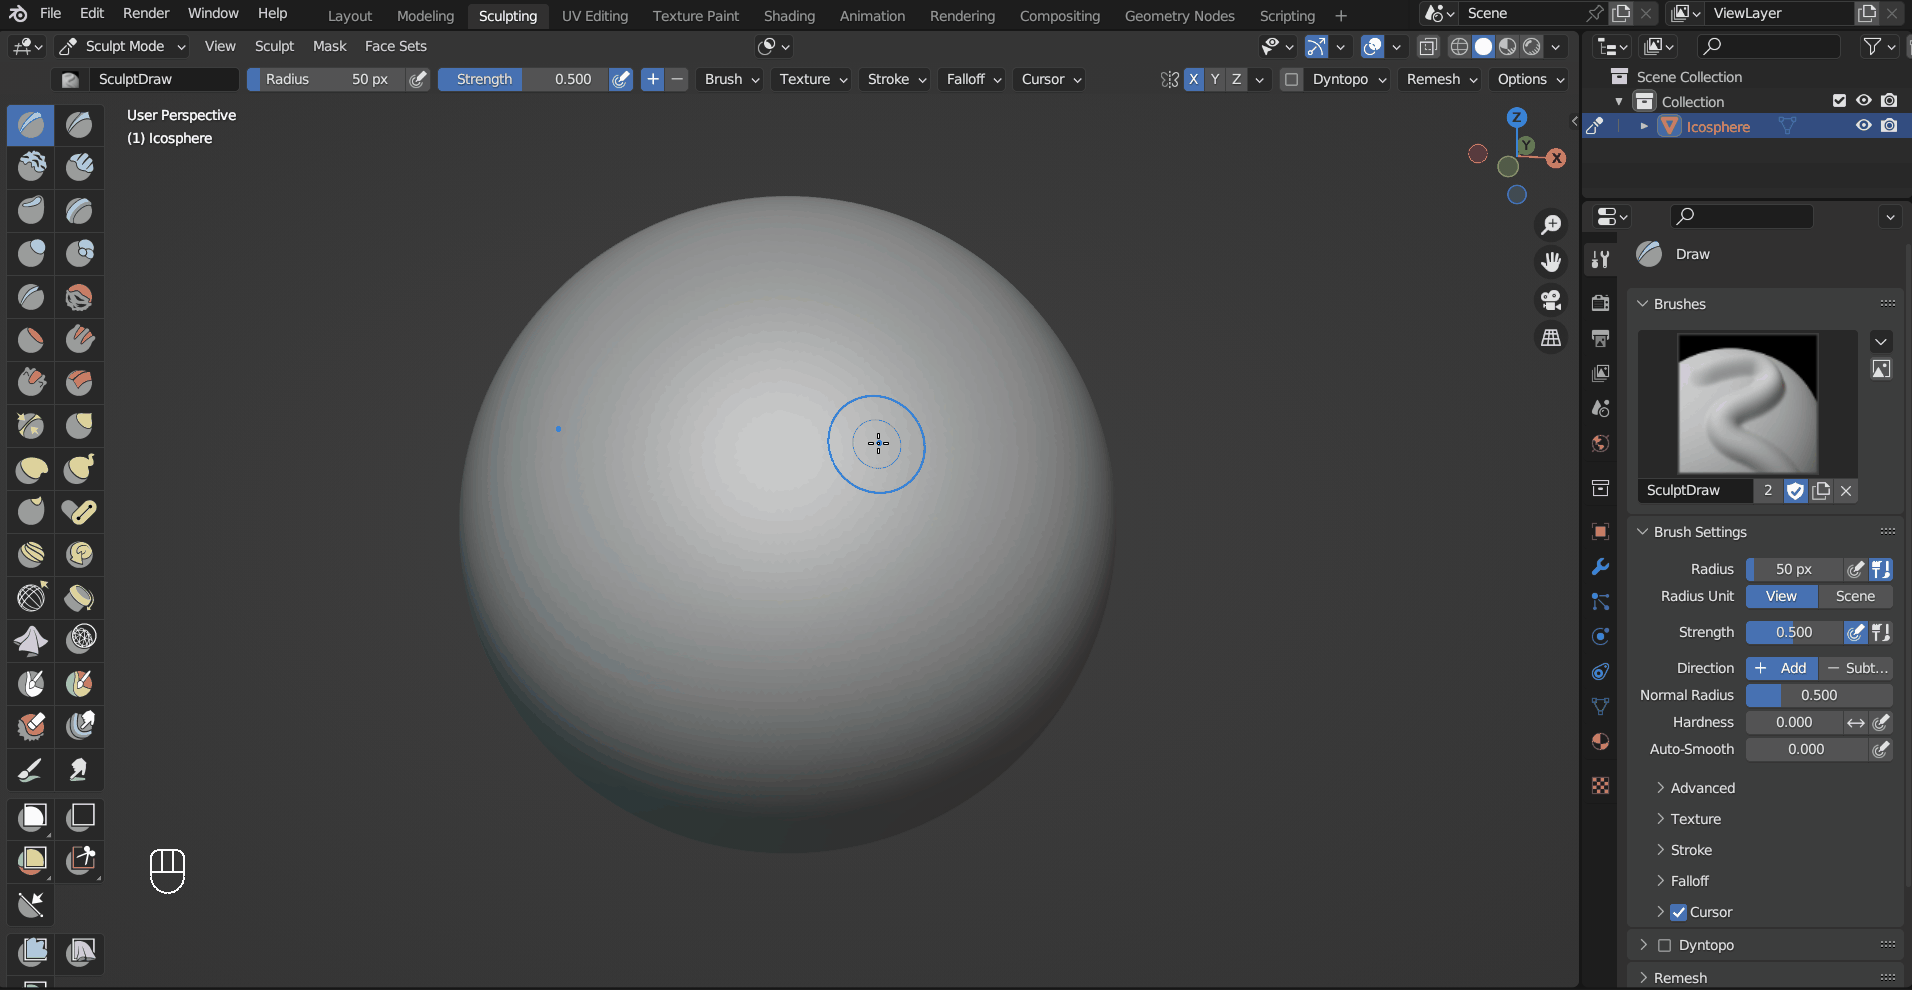 File Edit Render Window Help Layout Modeling Sculpting UV Editing Texture Paint Shading Animation Rendering Compositing Geometry Nodes Scripting + Scene ViewLayer
Sculpt Mode View Sculpt Mask Face Sets
SculptDraw Radius 50 px Strength 0.500 + − Brush Texture Stroke Falloff Cursor X Y Z Dyntopo Remesh Options
User Perspective
(1) Icosphere
Z
Y
X
Scene Collection
Collection
Icosphere
Draw
Brushes
SculptDraw 2
Brush Settings
Radius 50 px
Radius Unit View Scene
Strength 0.500
Direction + Add − Subt...
Normal Radius 0.500
Hardness 0.000
Auto-Smooth 0.000
Advanced
Texture
Stroke
Falloff
Cursor
Dyntopo
Remesh